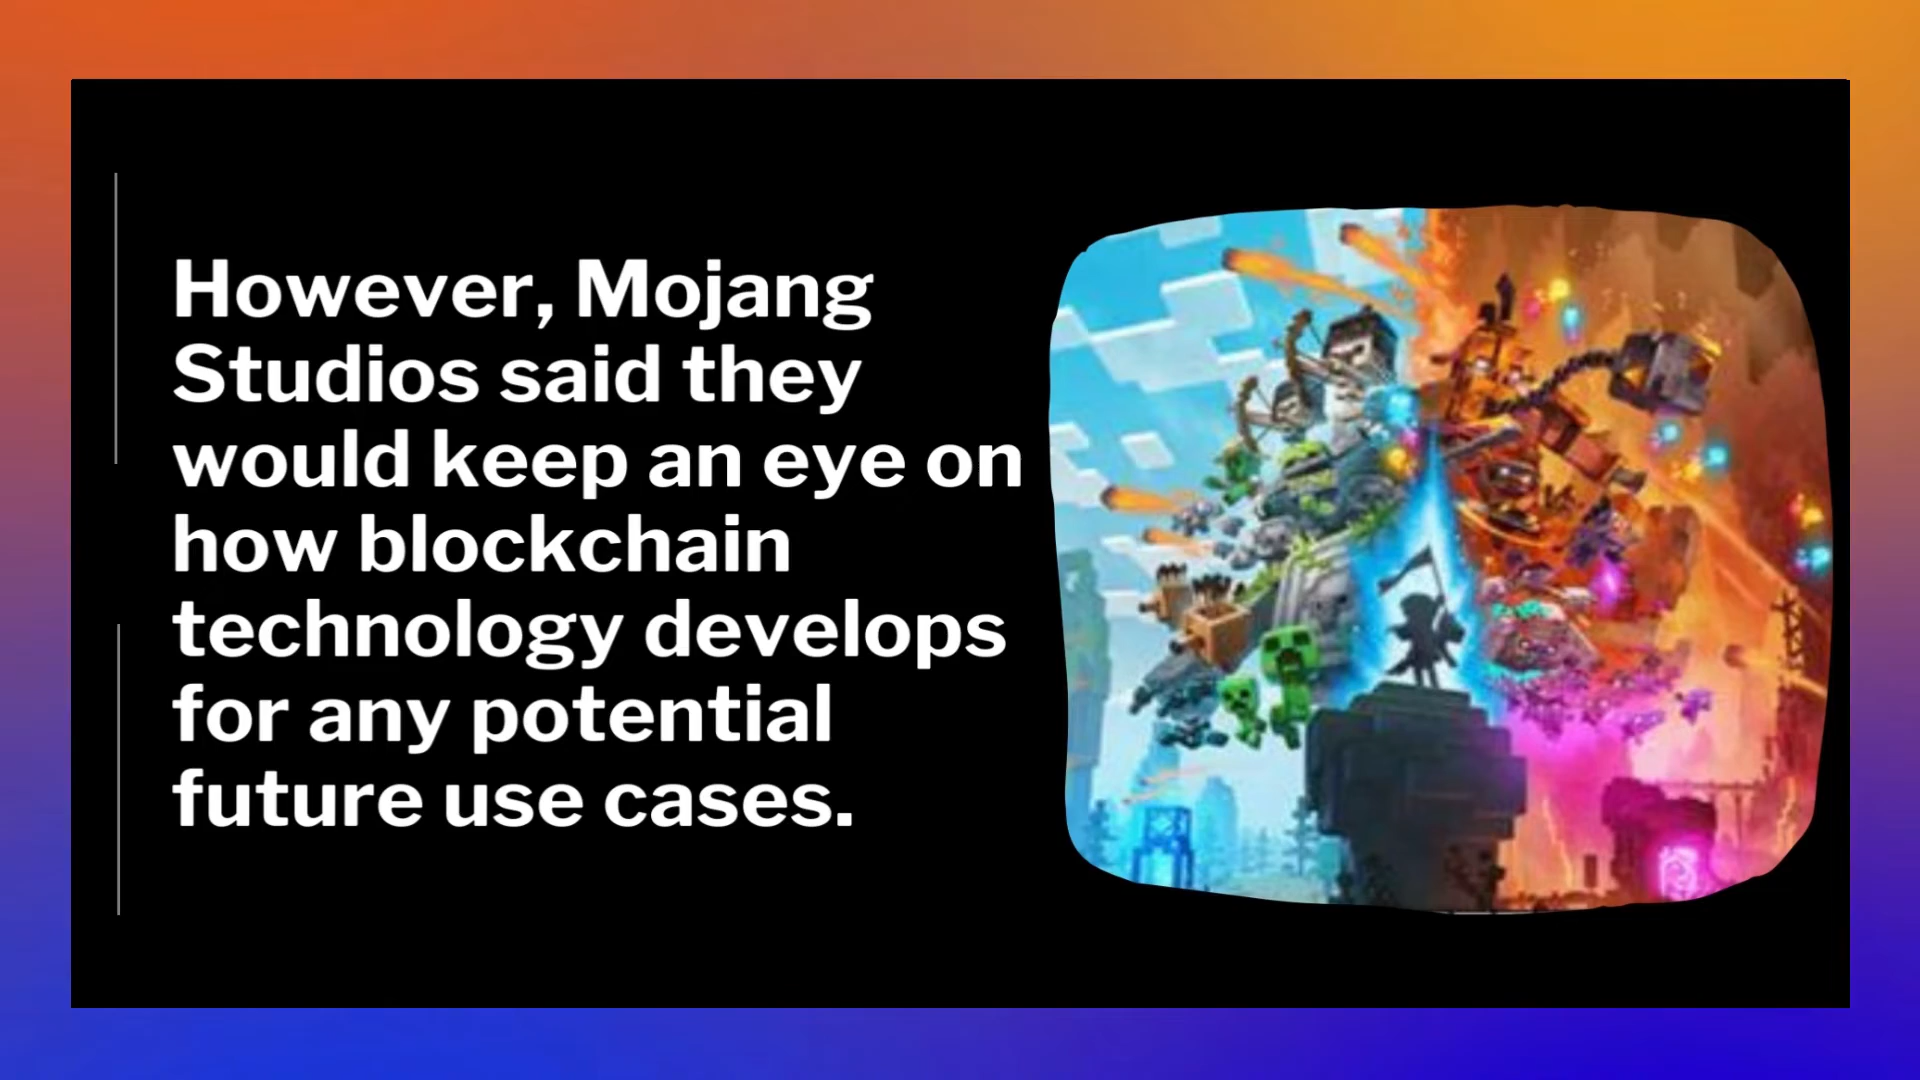 However, Mojang
Studios said they
would keep an eye on
how blockchain
technology develops
for any potential
future use cases.